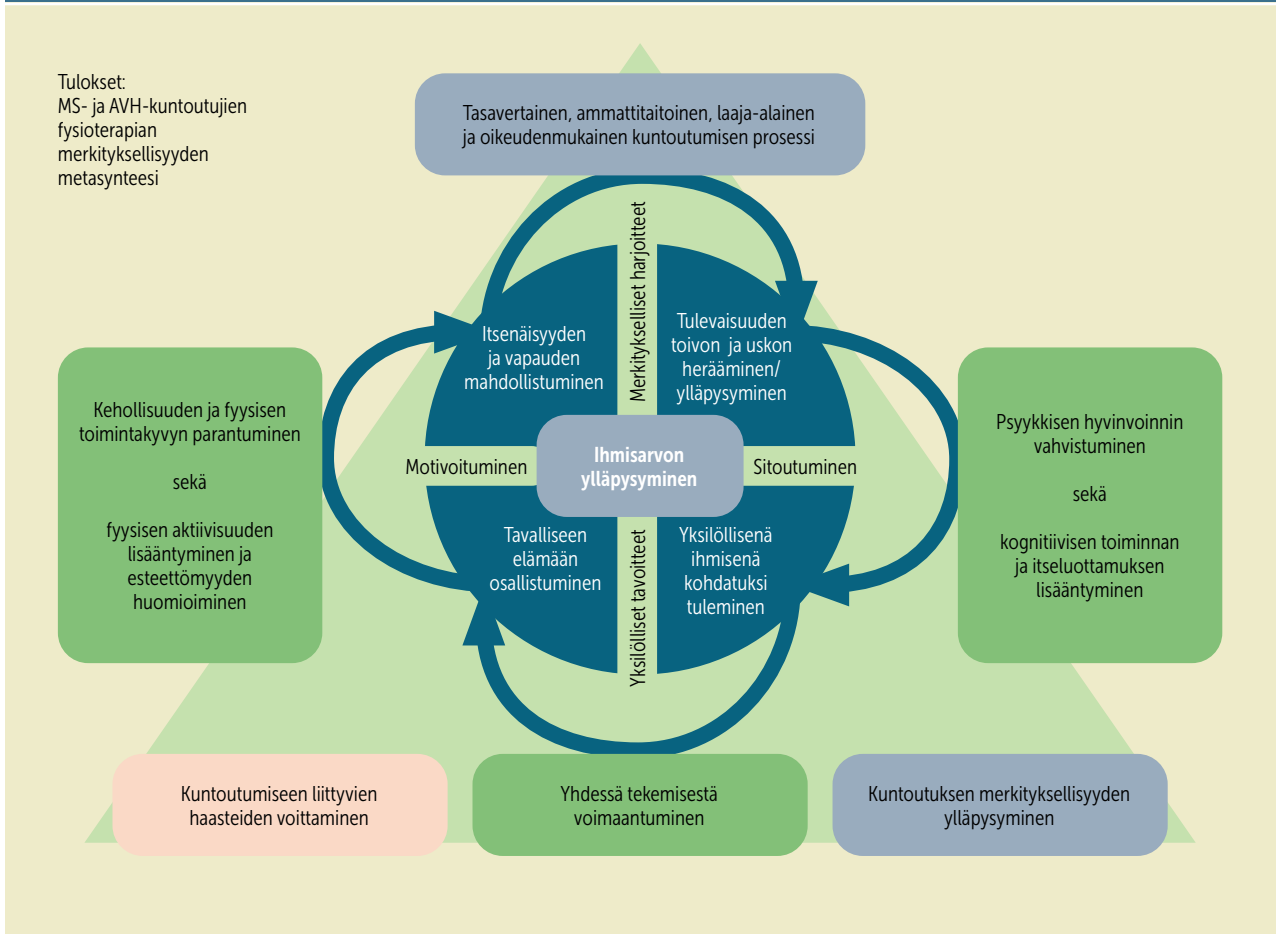 Tulokset:
MS- ja AVH-kuntoutujien
fysioterapian
merkityksellisyyden
metasynteesi
Tasavertainen, ammattitaitoinen, laaja-alainen
ja oikeudenmukainen kuntoutumisen prosessi
Merkitykselliset harjoitteet
Itsenäisyyden
ja vapauden
mahdollistuminen
Tulevaisuuden
toivon ja uskon
herääminen/
ylläpysyminen
Kehollisuuden ja fyysisen
toimintakyvyn parantuminen
sekä
fyysisen aktiivisuuden
lisääntyminen ja
esteettömyyden
huomioiminen
Motivoituminen
Ihmisarvon
ylläpysyminen
Sitoutuminen
Psyykkisen hyvinvoinnin
vahvistuminen
sekä
kognitiivisen toiminnan
ja itseluottamuksen
lisääntyminen
Tavalliseen
elämään
osallistuminen
Yksilölliset tavoitteet
Yksilöllisenä
ihmisenä
kohdatuksi
tuleminen
Kuntoutumiseen liittyvien
haasteiden voittaminen
Yhdessä tekemisestä
voimaantuminen
Kuntoutuksen merkityksellisyyden
ylläpysyminen